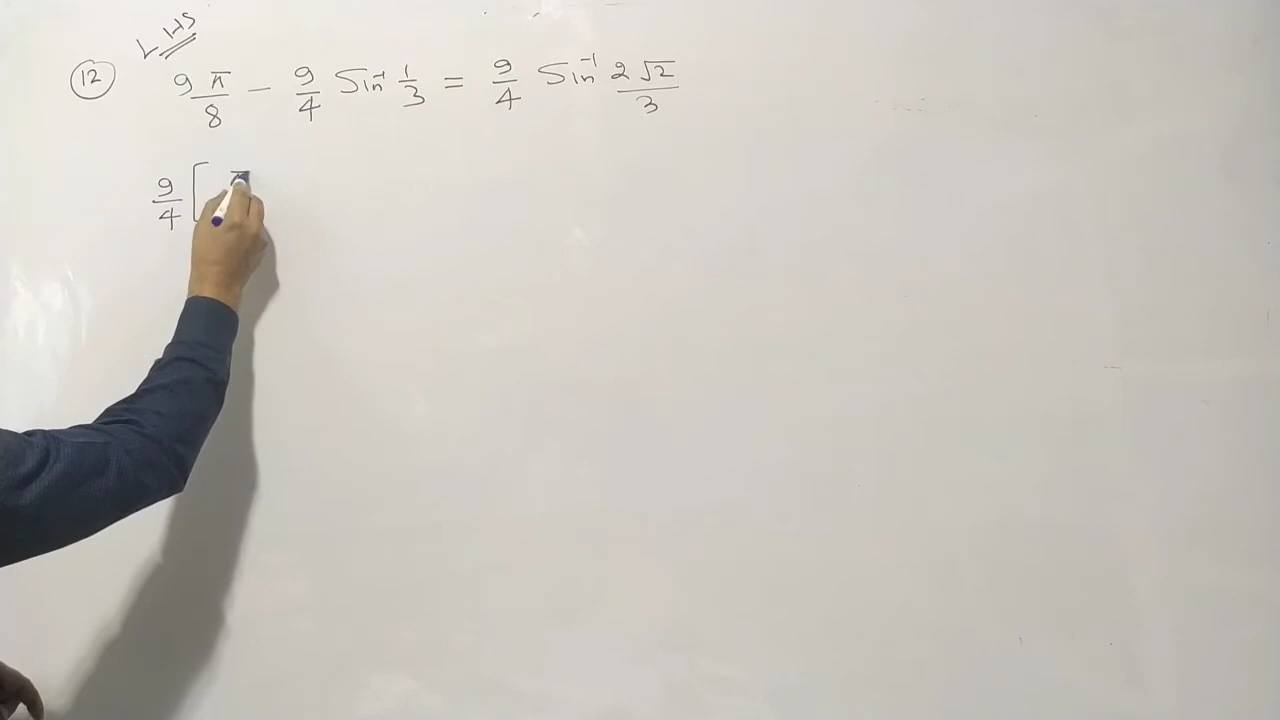 LHS
(12) 9π/8 - 9/4 Sin⁻¹ 1/3 = 9/4 Sin⁻¹ 2√2/3
9/4 [ π